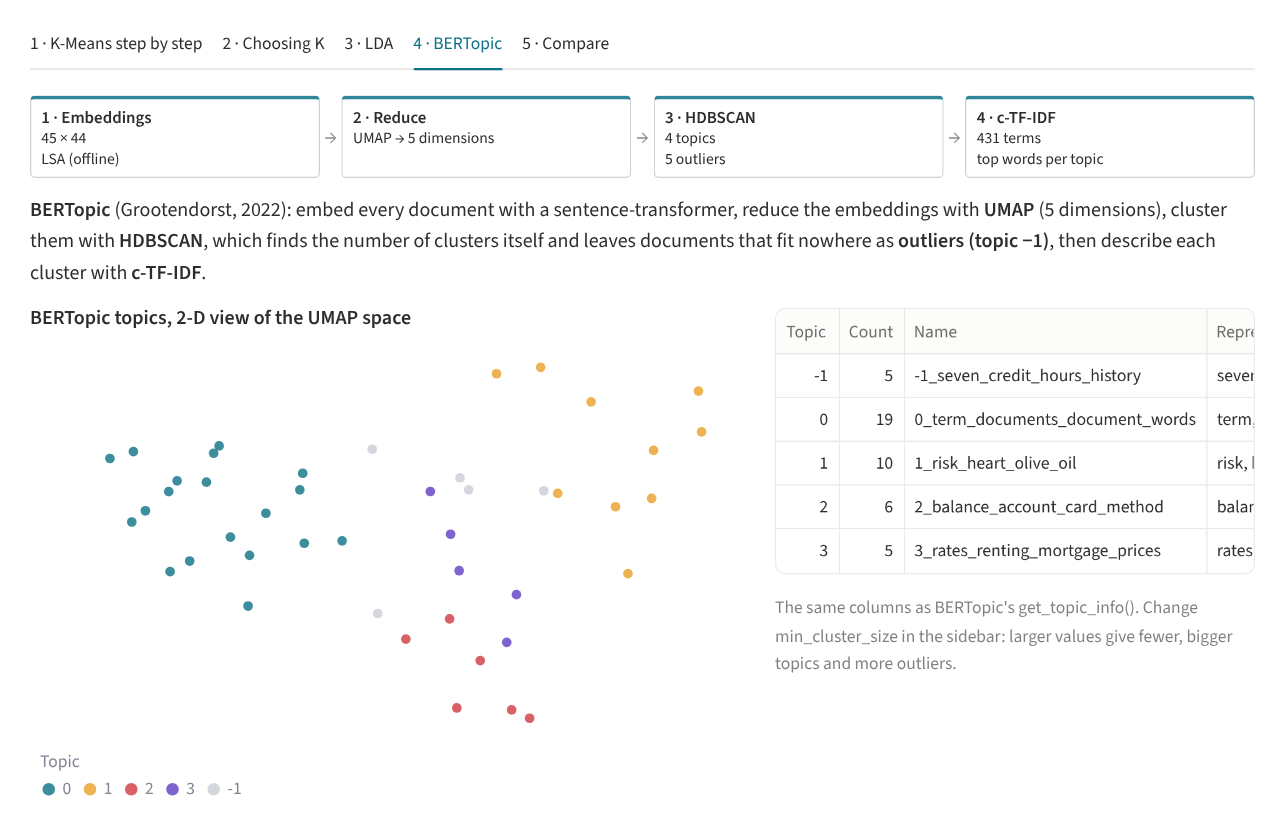 1 · K-Means step by step 2 · Choosing K 3 · LDA 4 · BERTopic 5 · Compare
1 · Embeddings
45 × 44
LSA (offline)
→
2 · Reduce
UMAP → 5 dimensions
→
3 · HDBSCAN
4 topics
5 outliers
→
4 · c-TF-IDF
431 terms
top words per topic
BERTopic (Grootendorst, 2022): embed every document with a sentence-transformer, reduce the embeddings with UMAP (5 dimensions), cluster
them with HDBSCAN, which finds the number of clusters itself and leaves documents that fit nowhere as outliers (topic −1), then describe each
cluster with c-TF-IDF.
BERTopic topics, 2-D view of the UMAP space
Topic
0 1 2 3 -1
Topic Count Name Repre
-1 5 -1_seven_credit_hours_history seven
0 19 0_term_documents_document_words term,
1 10 1_risk_heart_olive_oil risk,
2 6 2_balance_account_card_method balan
3 5 3_rates_renting_mortgage_prices rates
The same columns as BERTopic's get_topic_info(). Change
min_cluster_size in the sidebar: larger values give fewer, bigger
topics and more outliers.